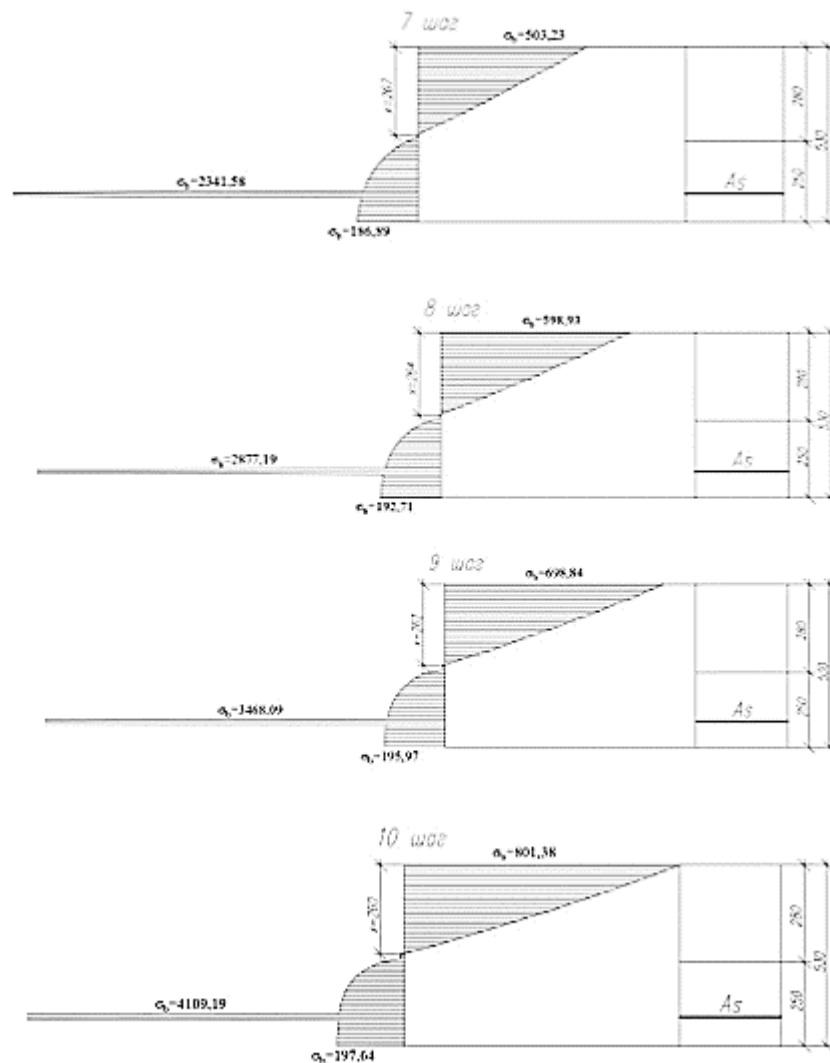 7 шаг
σb=503,23
x=267
280
250
530
σb=2341,58
As
σb=186,89
8 шаг
σb=598,93
x=264
280
250
530
σb=2877,19
As
σb=192,71
9 шаг
σb=698,84
280
250
σb=3468,09
As
σb=195,97
10 шаг
σb=801,38
280
250
530
σb=4109,19
As
σb=197,64